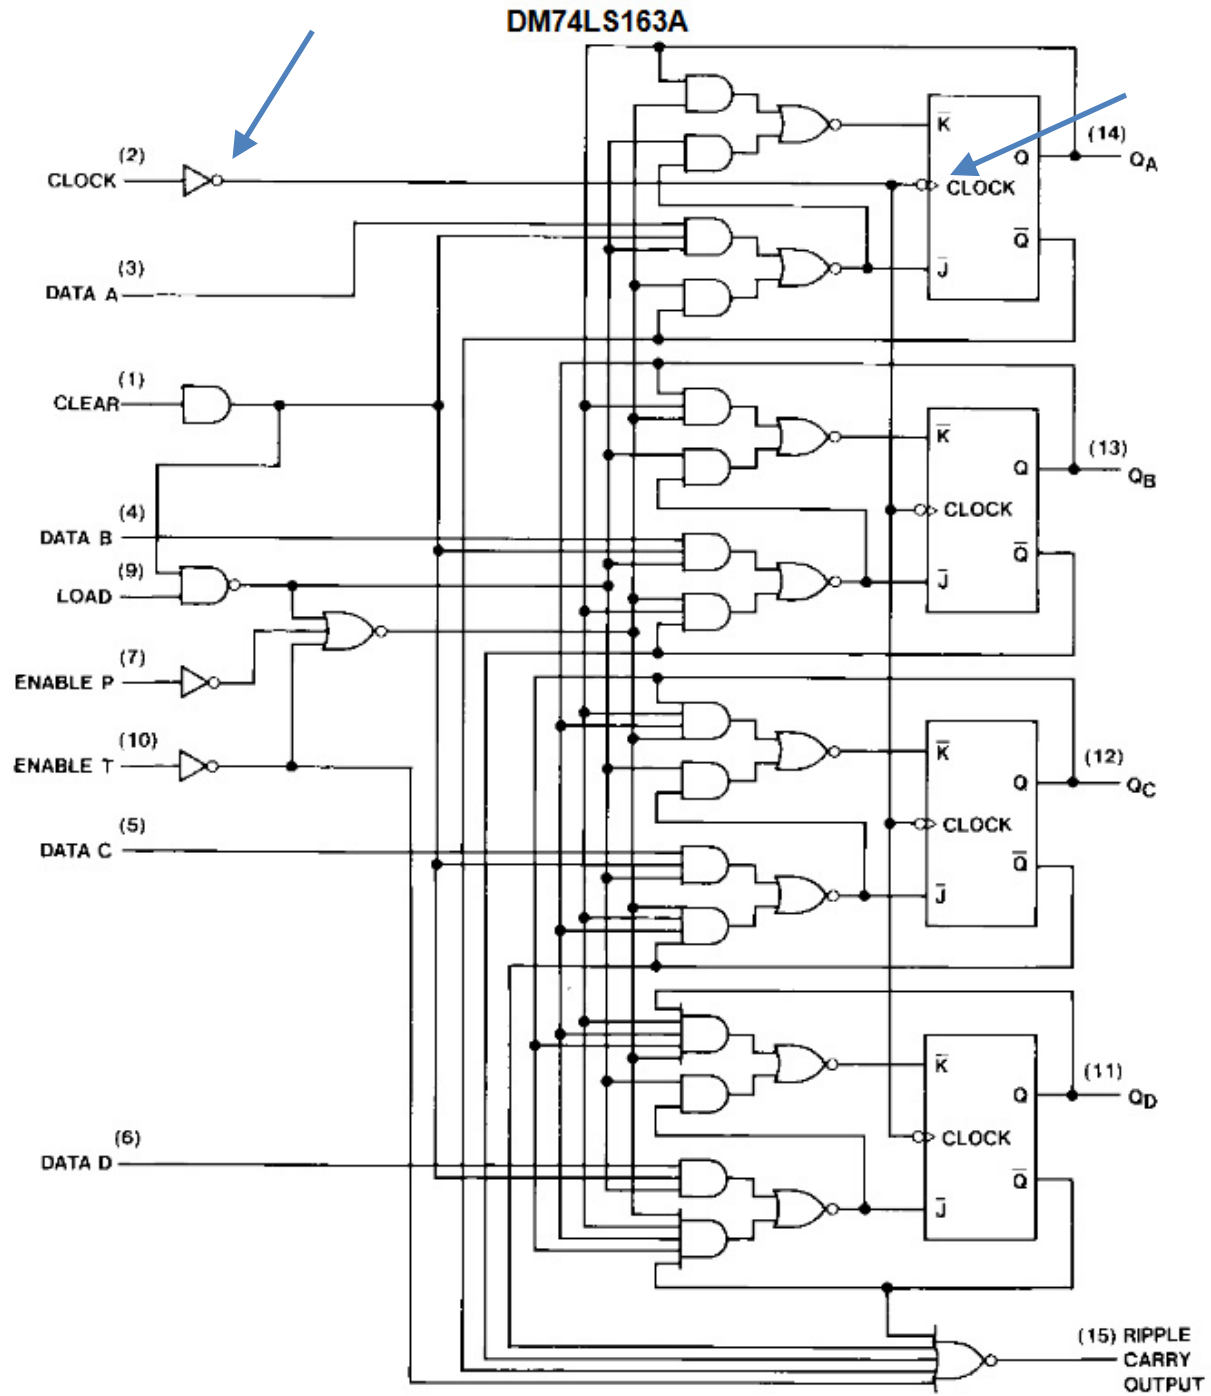 DM74LS163A
K̅
(14)
Q
QA
(2)
CLOCK
CLOCK
Q̅
(3)
DATA A
J̅
(1)
CLEAR
K̅
(13)
Q
QB
(4)
CLOCK
DATA B
Q̅
(9)
LOAD
J̅
(7)
ENABLE P
(10)
ENABLE T
K̅
(12)
Q
QC
(5)
CLOCK
DATA C
Q̅
J̅
K̅
(11)
Q
QD
(6)
CLOCK
DATA D
Q̅
J̅
(15) RIPPLE
CARRY
OUTPUT